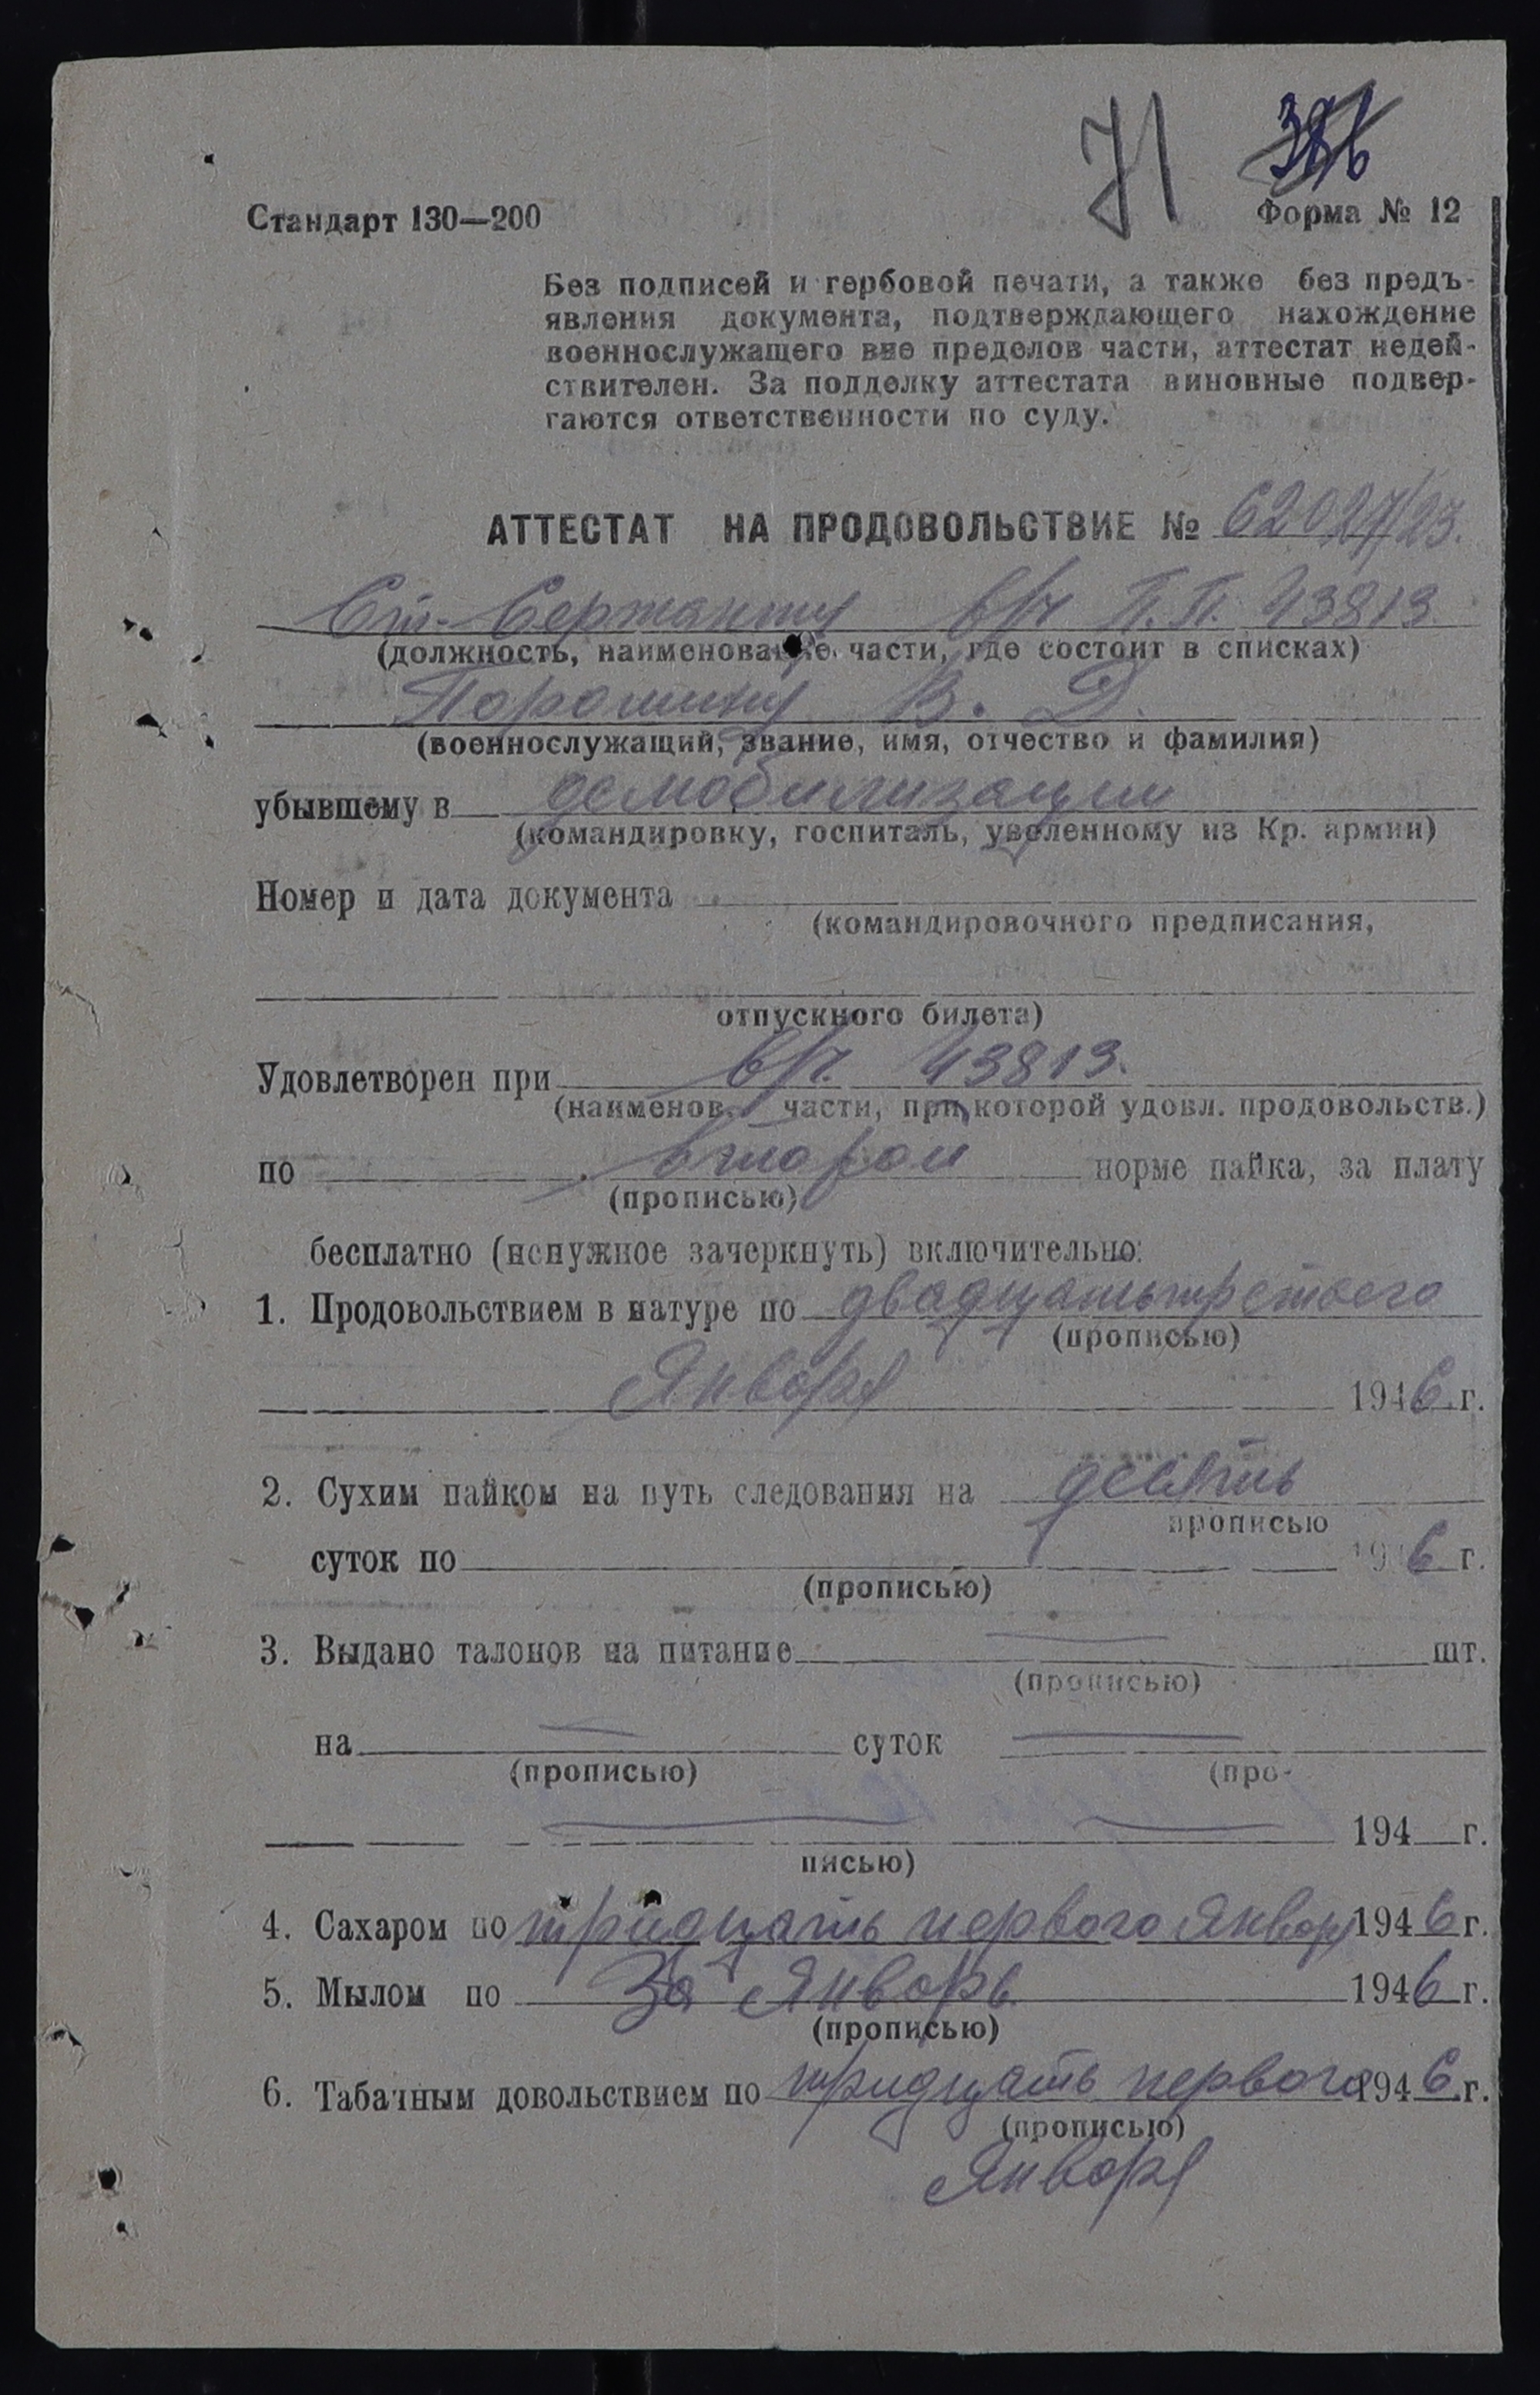 71 386
Стандарт 130—200 Форма № 12
Без подписей и гербовой печати, а также без предъ-
явления документа, подтверждающего нахождение
военнослужащего вне пределов части, аттестат недей-
ствителен. За подделку аттестата виновные подвер-
гаются ответственности по суду.
АТТЕСТАТ НА ПРОДОВОЛЬСТВИЕ № 62027/23.
Ст. Сержанту в/ч П.П. 43813.
(должность, наименование части, где состоит в списках)
Порошину В. Д.
(военнослужащий, звание, имя, отчество и фамилия)
убывшему в демобилизации
(командировку, госпиталь, уволенному из Кр. армии)
Номер и дата документа
(командировочного предписания,
отпускного билета)
Удовлетворен при в/ч. 43813.
(наименов. части, при которой удовл. продовольств.)
по второй норме пайка, за плату
(прописью)
бесплатно (ненужное зачеркнуть) включительно:
1. Продовольствием в натуре по двадцатьтретьего
(прописью)
Января 1946 г.
2. Сухим пайком на путь следования на десять
прописью
суток по 1946 г.
(прописью)
3. Выдано талонов на питание — шт.
(прописью)
на — суток —
(прописью) (про-
— — 194 г.
писью)
4. Сахаром по тридцать первого Января 1946 г.
5. Мылом по За Январь 1946 г.
(прописью)
6. Табачным довольствием по тридцать первого 1946 г.
(прописью)
Января